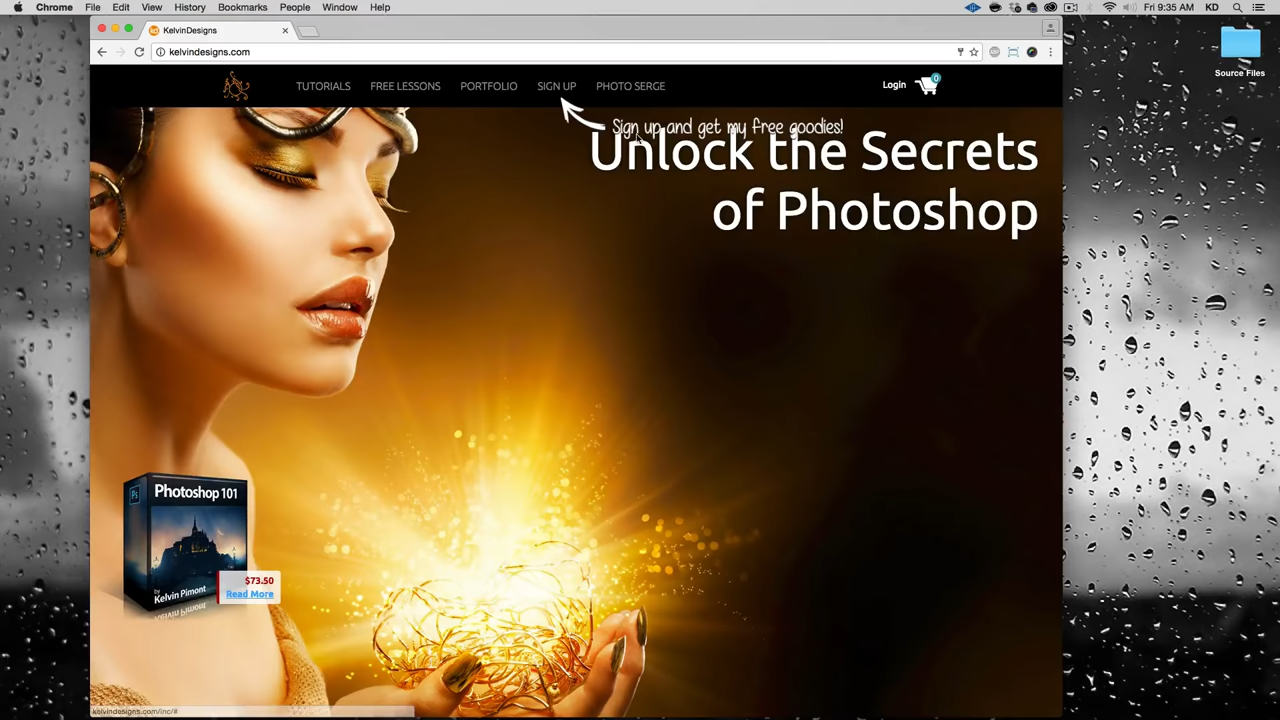 Chrome File Edit View History Bookmarks People Window Help
Fri 9:35 AM KD
KelvinDesigns
kelvindesigns.com
Source Files
TUTORIALS FREE LESSONS PORTFOLIO SIGN UP PHOTO SERGE
Login 0
Sign up and get my free goodies!
Unlock the Secrets
of Photoshop
Ps Photoshop 101
by Kelvin Pimont
$73.50
Read More
kelvindesigns.com/inc/#